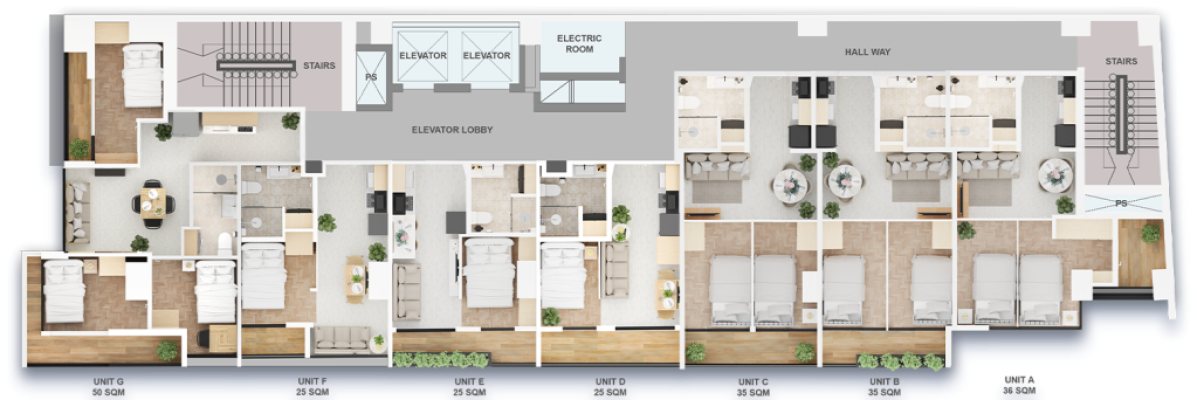 STAIRS
PS
ELEVATOR
ELEVATOR
ELECTRIC
ROOM
HALL WAY
STAIRS
ELEVATOR LOBBY
PS
UNIT G
50 SQM
UNIT F
25 SQM
UNIT E
25 SQM
UNIT D
25 SQM
UNIT C
35 SQM
UNIT B
35 SQM
UNIT A
36 SQM